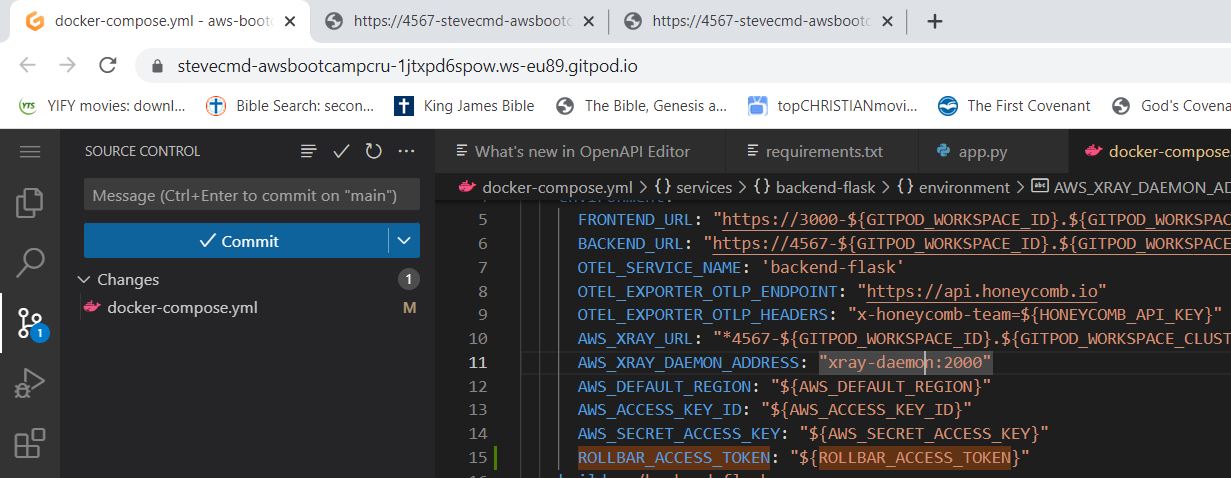 docker-compose.yml - aws-bootc
https://4567-stevecmd-awsbootc
https://4567-stevecmd-awsbootc
stevecmd-awsbootcampcru-1jtxpd6spow.ws-eu89.gitpod.io
YTS YIFY movies: downl... Bible Search: secon... King James Bible The Bible, Genesis a... topCHRISTIANmovi... The First Covenant God's Covena
SOURCE CONTROL
Message (Ctrl+Enter to commit on "main")
Commit
Changes 1
docker-compose.yml M
1
What's new in OpenAPI Editor requirements.txt app.py docker-compose
docker-compose.yml > {} services > {} backend-flask > {} environment > abc AWS_XRAY_DAEMON_AD
environment:
5 FRONTEND_URL: "https://3000-${GITPOD_WORKSPACE_ID}.${GITPOD_WORKSPAC
6 BACKEND_URL: "https://4567-${GITPOD_WORKSPACE_ID}.${GITPOD_WORKSPACE
7 OTEL_SERVICE_NAME: 'backend-flask'
8 OTEL_EXPORTER_OTLP_ENDPOINT: "https://api.honeycomb.io"
9 OTEL_EXPORTER_OTLP_HEADERS: "x-honeycomb-team=${HONEYCOMB_API_KEY}"
10 AWS_XRAY_URL: "*4567-${GITPOD_WORKSPACE_ID}.${GITPOD_WORKSPACE_CLUST
11 AWS_XRAY_DAEMON_ADDRESS: "xray-daemon:2000"
12 AWS_DEFAULT_REGION: "${AWS_DEFAULT_REGION}"
13 AWS_ACCESS_KEY_ID: "${AWS_ACCESS_KEY_ID}"
14 AWS_SECRET_ACCESS_KEY: "${AWS_SECRET_ACCESS_KEY}"
15 ROLLBAR_ACCESS_TOKEN: "${ROLLBAR_ACCESS_TOKEN}"